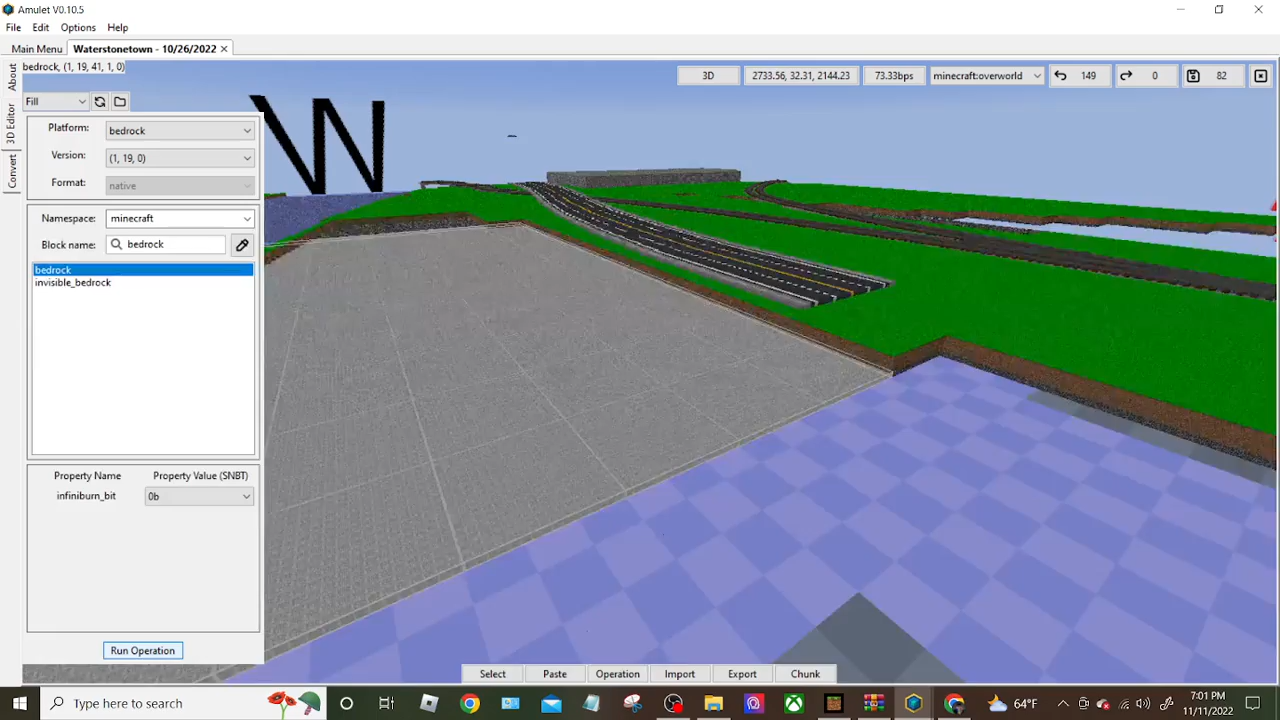 Amulet V0.10.5
File Edit Options Help
Main Menu Waterstonetown - 10/26/2022
bedrock, (1, 19, 41, 1, 0)
3D 2733.56, 32.31, 2144.23 73.33bps minecraft:overworld 149 0 82
About
3D Editor
Convert
Fill
Platform: bedrock
Version: (1, 19, 0)
Format: native
Namespace: minecraft
Block name: bedrock
bedrock
invisible_bedrock
Property Name Property Value (SNBT)
infiniburn_bit 0b
Run Operation
W
Select Paste Operation Import Export Chunk
Type here to search
64°F
7:01 PM
11/11/2022